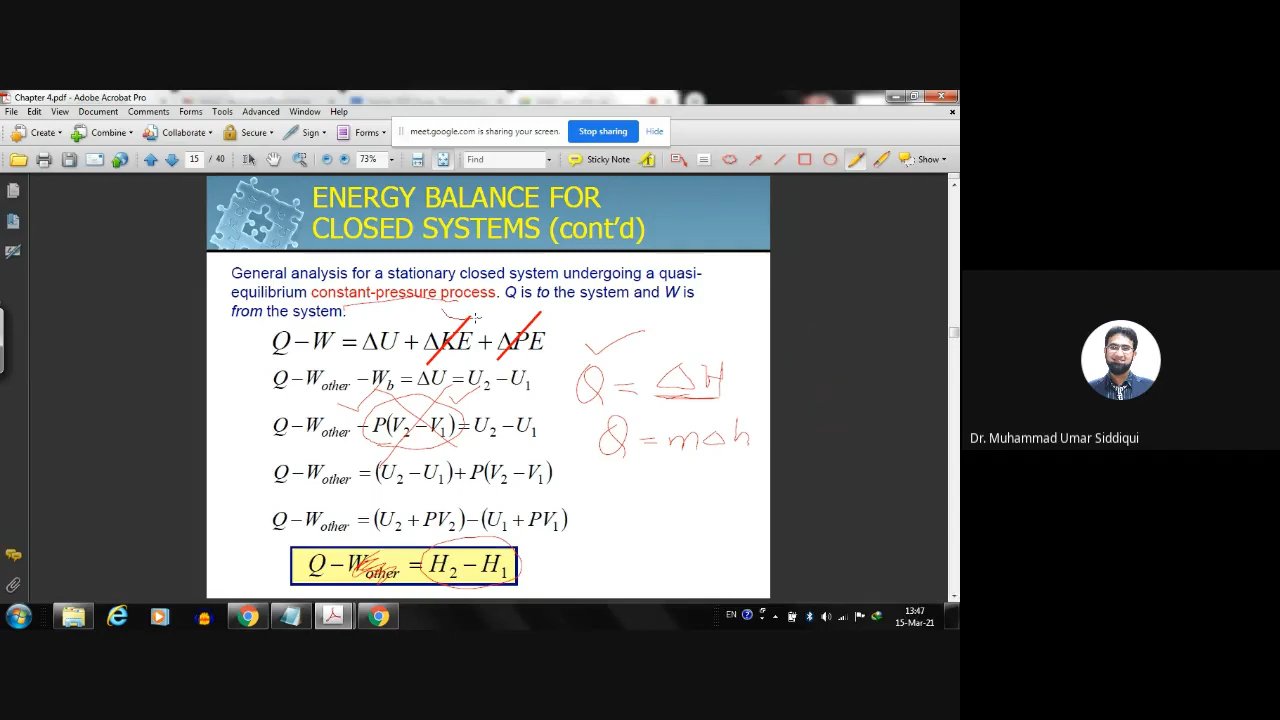 Chapter 4.pdf - Adobe Acrobat Pro
File Edit View Document Comments Forms Tools Advanced Window Help
Create Combine Collaborate Secure Sign Forms
meet.google.com is sharing your screen. Stop sharing Hide
15 / 40 73% Find Sticky Note Show
ENERGY BALANCE FOR
CLOSED SYSTEMS (cont'd)
General analysis for a stationary closed system undergoing a quasi-
equilibrium constant-pressure process. Q is to the system and W is
from the system.
Q – W = ΔU + ΔKE + ΔPE
Q – W_other – W_b = ΔU = U_2 – U_1
Q = ΔH
Q – W_other – P(V_2 – V_1) = U_2 – U_1
Q = mΔh
Q – W_other = (U_2 – U_1) + P(V_2 – V_1)
Q – W_other = (U_2 + PV_2) – (U_1 + PV_1)
Q – W_other = H_2 – H_1
Dr. Muhammad Umar Siddiqui
EN
13:47
15-Mar-21